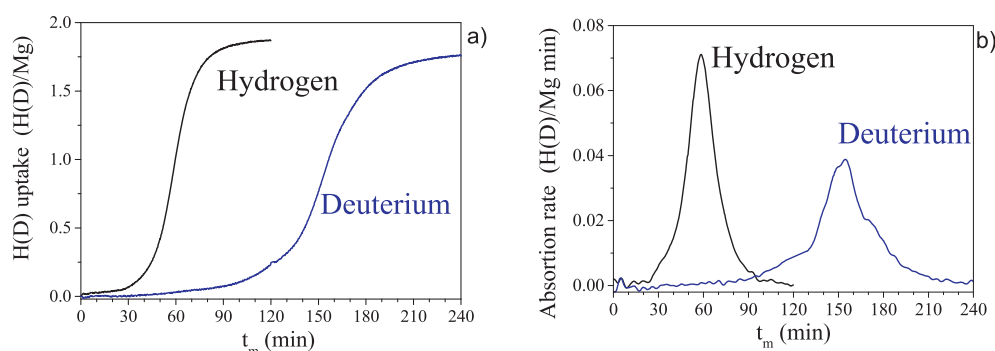 a)
H(D) uptake (H(D)/Mg)
2.0
1.5
1.0
0.5
0.0
Hydrogen
Deuterium
0 30 60 90 120 150 180 210 240
t_m (min)
b)
Absortion rate (H(D)/Mg min)
0.08
0.06
0.04
0.02
0.00
Hydrogen
Deuterium
0 30 60 90 120 150 180 210 240
t_m (min)